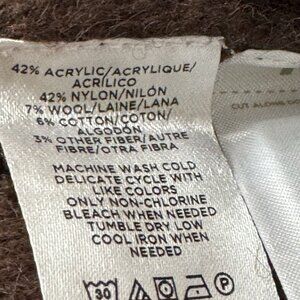 42% ACRYLIC/ACRYLIQUE/
ACRÍLICO
42% NYLON/NILÓN
7% WOOL/LAINE/LANA
6% COTTON/COTON/
ALGODÓN
3% OTHER FIBER/AUTRE
FIBRE/OTRA FIBRA
MACHINE WASH COLD
DELICATE CYCLE WITH
LIKE COLORS
ONLY NON-CHLORINE
BLEACH WHEN NEEDED
TUMBLE DRY LOW
COOL IRON WHEN
NEEDED
30
P
CUT ALONG